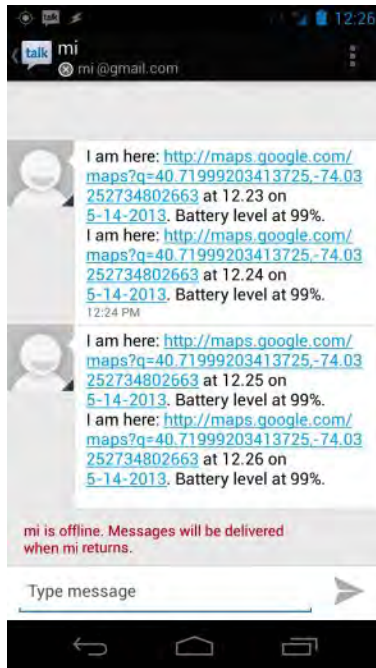 talk
12:26
talk mi
mi @gmail.com
I am here: http://maps.google.com/
maps?q=40.71999203413725,-74.03
252734802663 at 12.23 on
5-14-2013. Battery level at 99%.
I am here: http://maps.google.com/
maps?q=40.71999203413725,-74.03
252734802663 at 12.24 on
5-14-2013. Battery level at 99%.
12:24 PM
I am here: http://maps.google.com/
maps?q=40.71999203413725,-74.03
252734802663 at 12.25 on
5-14-2013. Battery level at 99%.
I am here: http://maps.google.com/
maps?q=40.71999203413725,-74.03
252734802663 at 12.26 on
5-14-2013. Battery level at 99%.
mi is offline. Messages will be delivered
when mi returns.
Type message